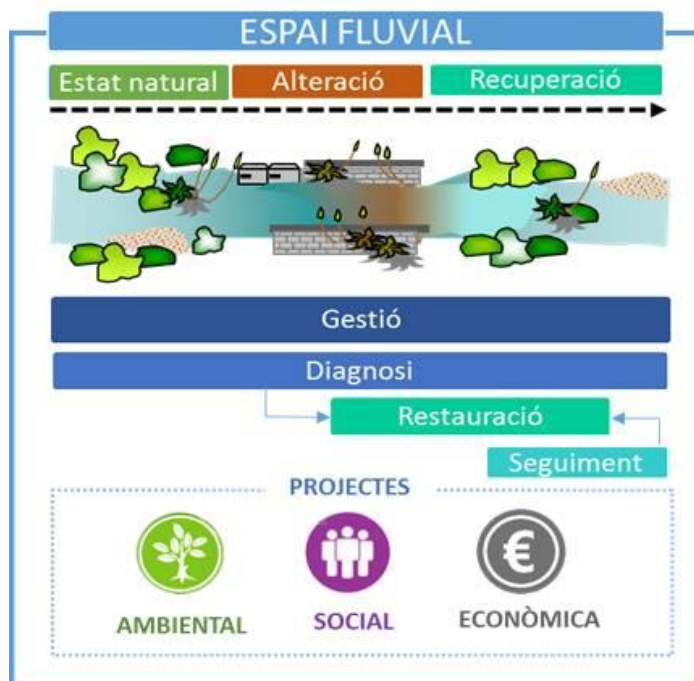 ESPAI FLUVIAL
Estat natural Alteració Recuperació
Gestió
Diagnosi
Restauració
Seguiment
PROJECTES
AMBIENTAL SOCIAL ECONÒMICA